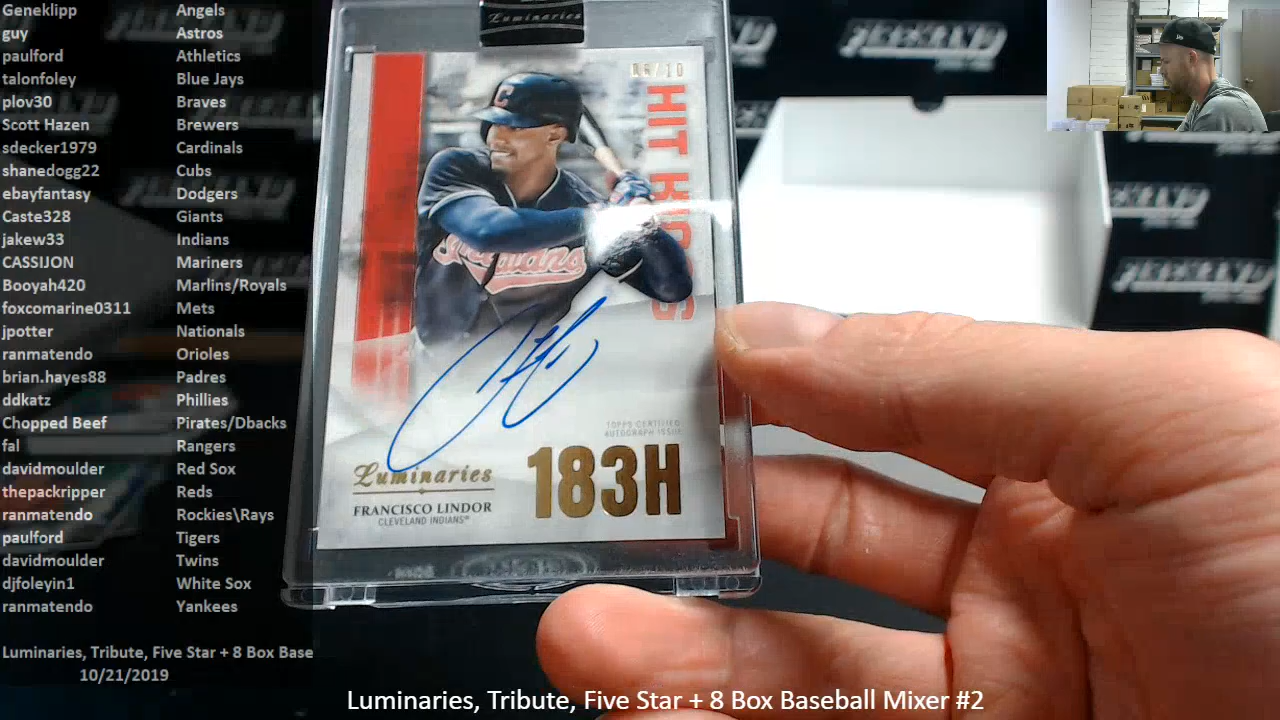 Geneklipp Angels
guy Astros
paulford Athletics
talonfoley Blue Jays
plov30 Braves
Scott Hazen Brewers
sdecker1979 Cardinals
shanedogg22 Cubs
ebayfantasy Dodgers
Caste328 Giants
jakew33 Indians
CASSIJON Mariners
Booyah420 Marlins/Royals
foxcomarine0311 Mets
jpotter Nationals
ranmatendo Orioles
brian.hayes88 Padres
ddkatz Phillies
Chopped Beef Pirates/Dbacks
fal Rangers
davidmoulder Red Sox
thepackripper Reds
ranmatendo Rockies\Rays
paulford Tigers
davidmoulder Twins
djfoleyin1 White Sox
ranmatendo Yankees
Luminaries, Tribute, Five Star + 8 Box Base
10/21/2019
Luminaries
HIT KINGS
C
Indians
TOPPS CERTIFIED
AUTOGRAPH ISSUE
183H
Luminaries
FRANCISCO LINDOR
CLEVELAND INDIANS™
Luminaries, Tribute, Five Star + 8 Box Baseball Mixer #2